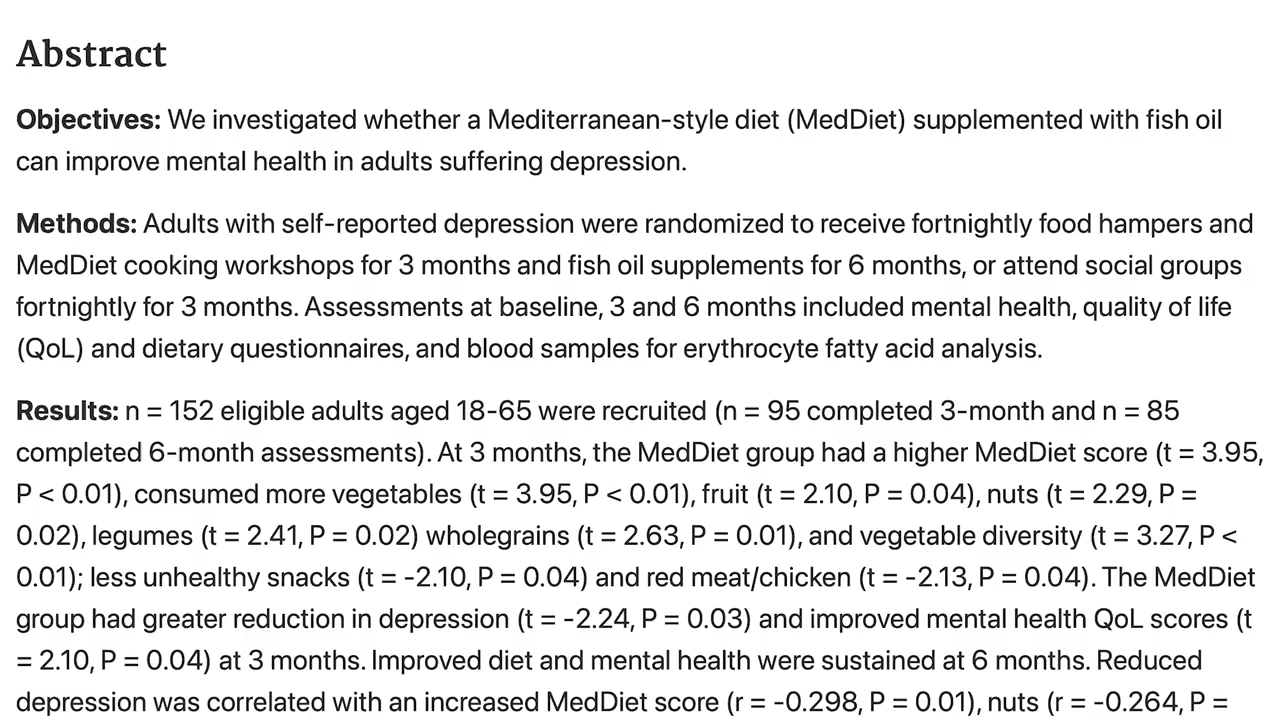 Abstract
Objectives: We investigated whether a Mediterranean-style diet (MedDiet) supplemented with fish oil
can improve mental health in adults suffering depression.
Methods: Adults with self-reported depression were randomized to receive fortnightly food hampers and
MedDiet cooking workshops for 3 months and fish oil supplements for 6 months, or attend social groups
fortnightly for 3 months. Assessments at baseline, 3 and 6 months included mental health, quality of life
(QoL) and dietary questionnaires, and blood samples for erythrocyte fatty acid analysis.
Results: n = 152 eligible adults aged 18-65 were recruited (n = 95 completed 3-month and n = 85
completed 6-month assessments). At 3 months, the MedDiet group had a higher MedDiet score (t = 3.95,
P < 0.01), consumed more vegetables (t = 3.95, P < 0.01), fruit (t = 2.10, P = 0.04), nuts (t = 2.29, P =
0.02), legumes (t = 2.41, P = 0.02) wholegrains (t = 2.63, P = 0.01), and vegetable diversity (t = 3.27, P <
0.01); less unhealthy snacks (t = -2.10, P = 0.04) and red meat/chicken (t = -2.13, P = 0.04). The MedDiet
group had greater reduction in depression (t = -2.24, P = 0.03) and improved mental health QoL scores (t
= 2.10, P = 0.04) at 3 months. Improved diet and mental health were sustained at 6 months. Reduced
depression was correlated with an increased MedDiet score (r = -0.298, P = 0.01), nuts (r = -0.264, P =